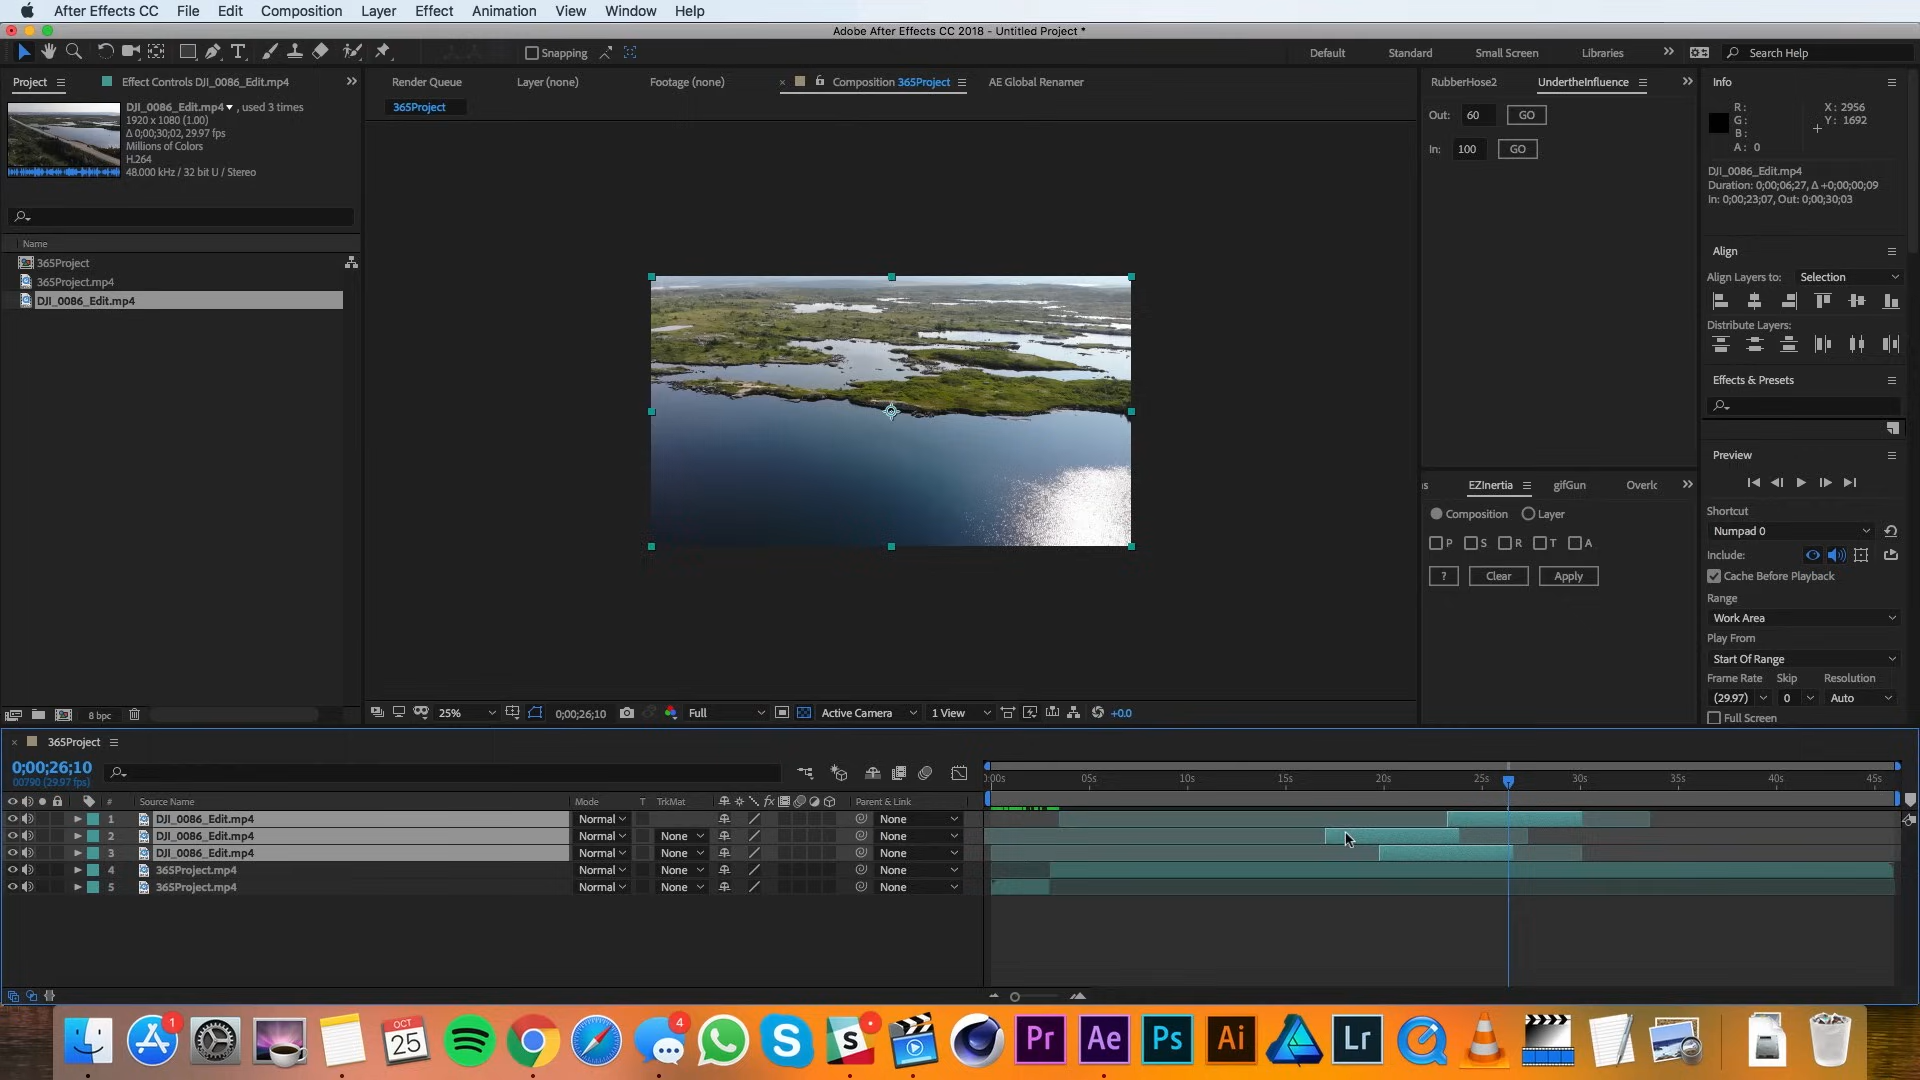 After Effects CC File Edit Composition Layer Effect Animation View Window Help
Adobe After Effects CC 2018 - Untitled Project *
Snapping Default Standard Small Screen Libraries » Search Help
Project Effect Controls DJI_0086_Edit.mp4 »
DJI_0086_Edit.mp4 , used 3 times
1920 x 1080 (1.00)
Δ 0;00;30;02, 29.97 fps
Millions of Colors
H.264
48.000 kHz / 32 bit U / Stereo
Name
365Project
365Project.mp4
DJI_0086_Edit.mp4
8 bpc
Render Queue Layer (none) Footage (none) × Composition 365Project AE Global Renamer
365Project
25% 0;00;26;10 Full Active Camera 1 View +0.0
RubberHose2 UndertheInfluence »
Out: 60 GO
In: 100 GO
EZInertia gifGun »
Composition Layer
P S R T A
? Clear Apply
Info
R: X: 2956
G: Y: 1692
B:
A: 0
DJI_0086_Edit.mp4
Duration: 0;00;06;27, Δ +0;00;00;09
In: 0;00;23;07, Out: 0;00;30;03
Align
Align Layers to: Selection
Distribute Layers:
Effects & Presets
Preview
Shortcut
Numpad 0
Include:
Cache Before Playback
Range
Work Area
Play From
Start Of Range
Frame Rate Skip Resolution
(29.97) 0 Auto
Full Screen
× 365Project
0;00;26;10
00790 (29.97 fps)
:00s 05s 10s 15s 20s 25s 30s 35s 40s 45s
# Source Name Mode T TrkMat fx Parent & Link
1 DJI_0086_Edit.mp4 Normal None
2 DJI_0086_Edit.mp4 Normal None None
3 DJI_0086_Edit.mp4 Normal None None
4 365Project.mp4 Normal None None
5 365Project.mp4 Normal None None
1 OCT 25 4 S S Pr Ae Ps Ai Lr